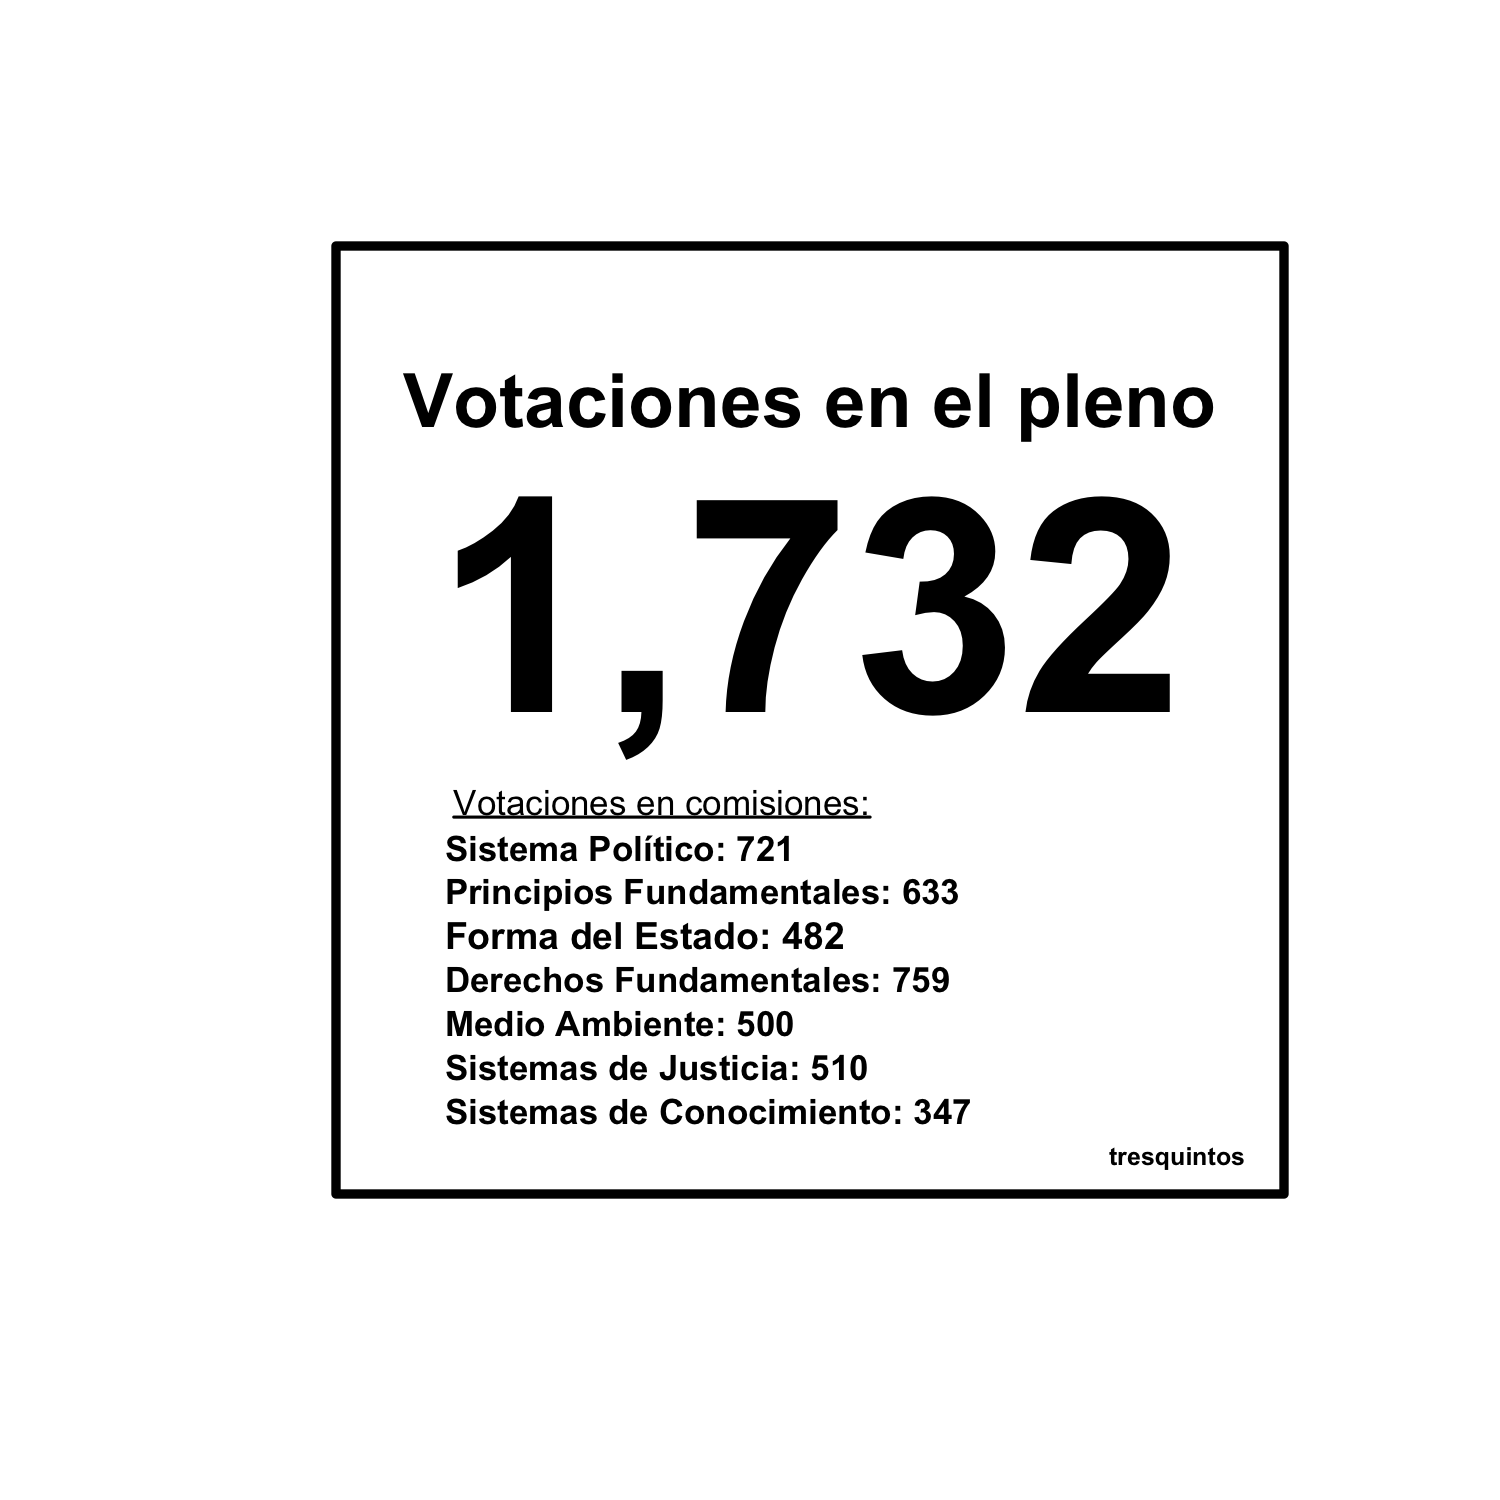 Votaciones en el pleno
1,732
Votaciones en comisiones:
Sistema Político: 721
Principios Fundamentales: 633
Forma del Estado: 482
Derechos Fundamentales: 759
Medio Ambiente: 500
Sistemas de Justicia: 510
Sistemas de Conocimiento: 347
tresquintos